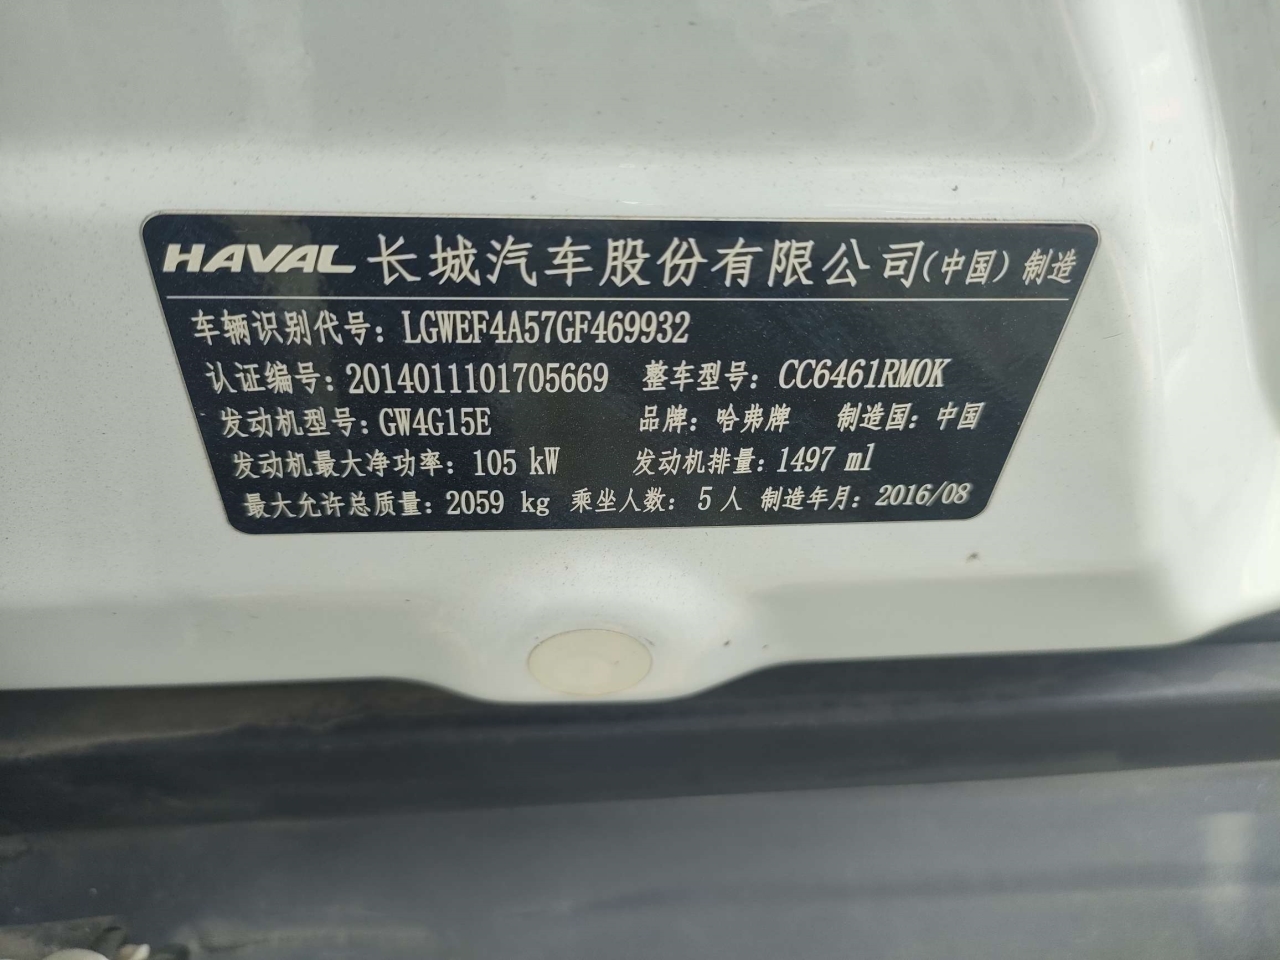 HAVAL 长城汽车股份有限公司(中国)制造
车辆识别代号：LGWEF4A57GF469932
认证编号：2014011101705669 整车型号：CC6461RM0K
发动机型号：GW4G15E 品牌：哈弗牌 制造国：中国
发动机最大净功率：105 kW 发动机排量：1497 ml
最大允许总质量：2059 kg 乘坐人数：5人 制造年月：2016/08